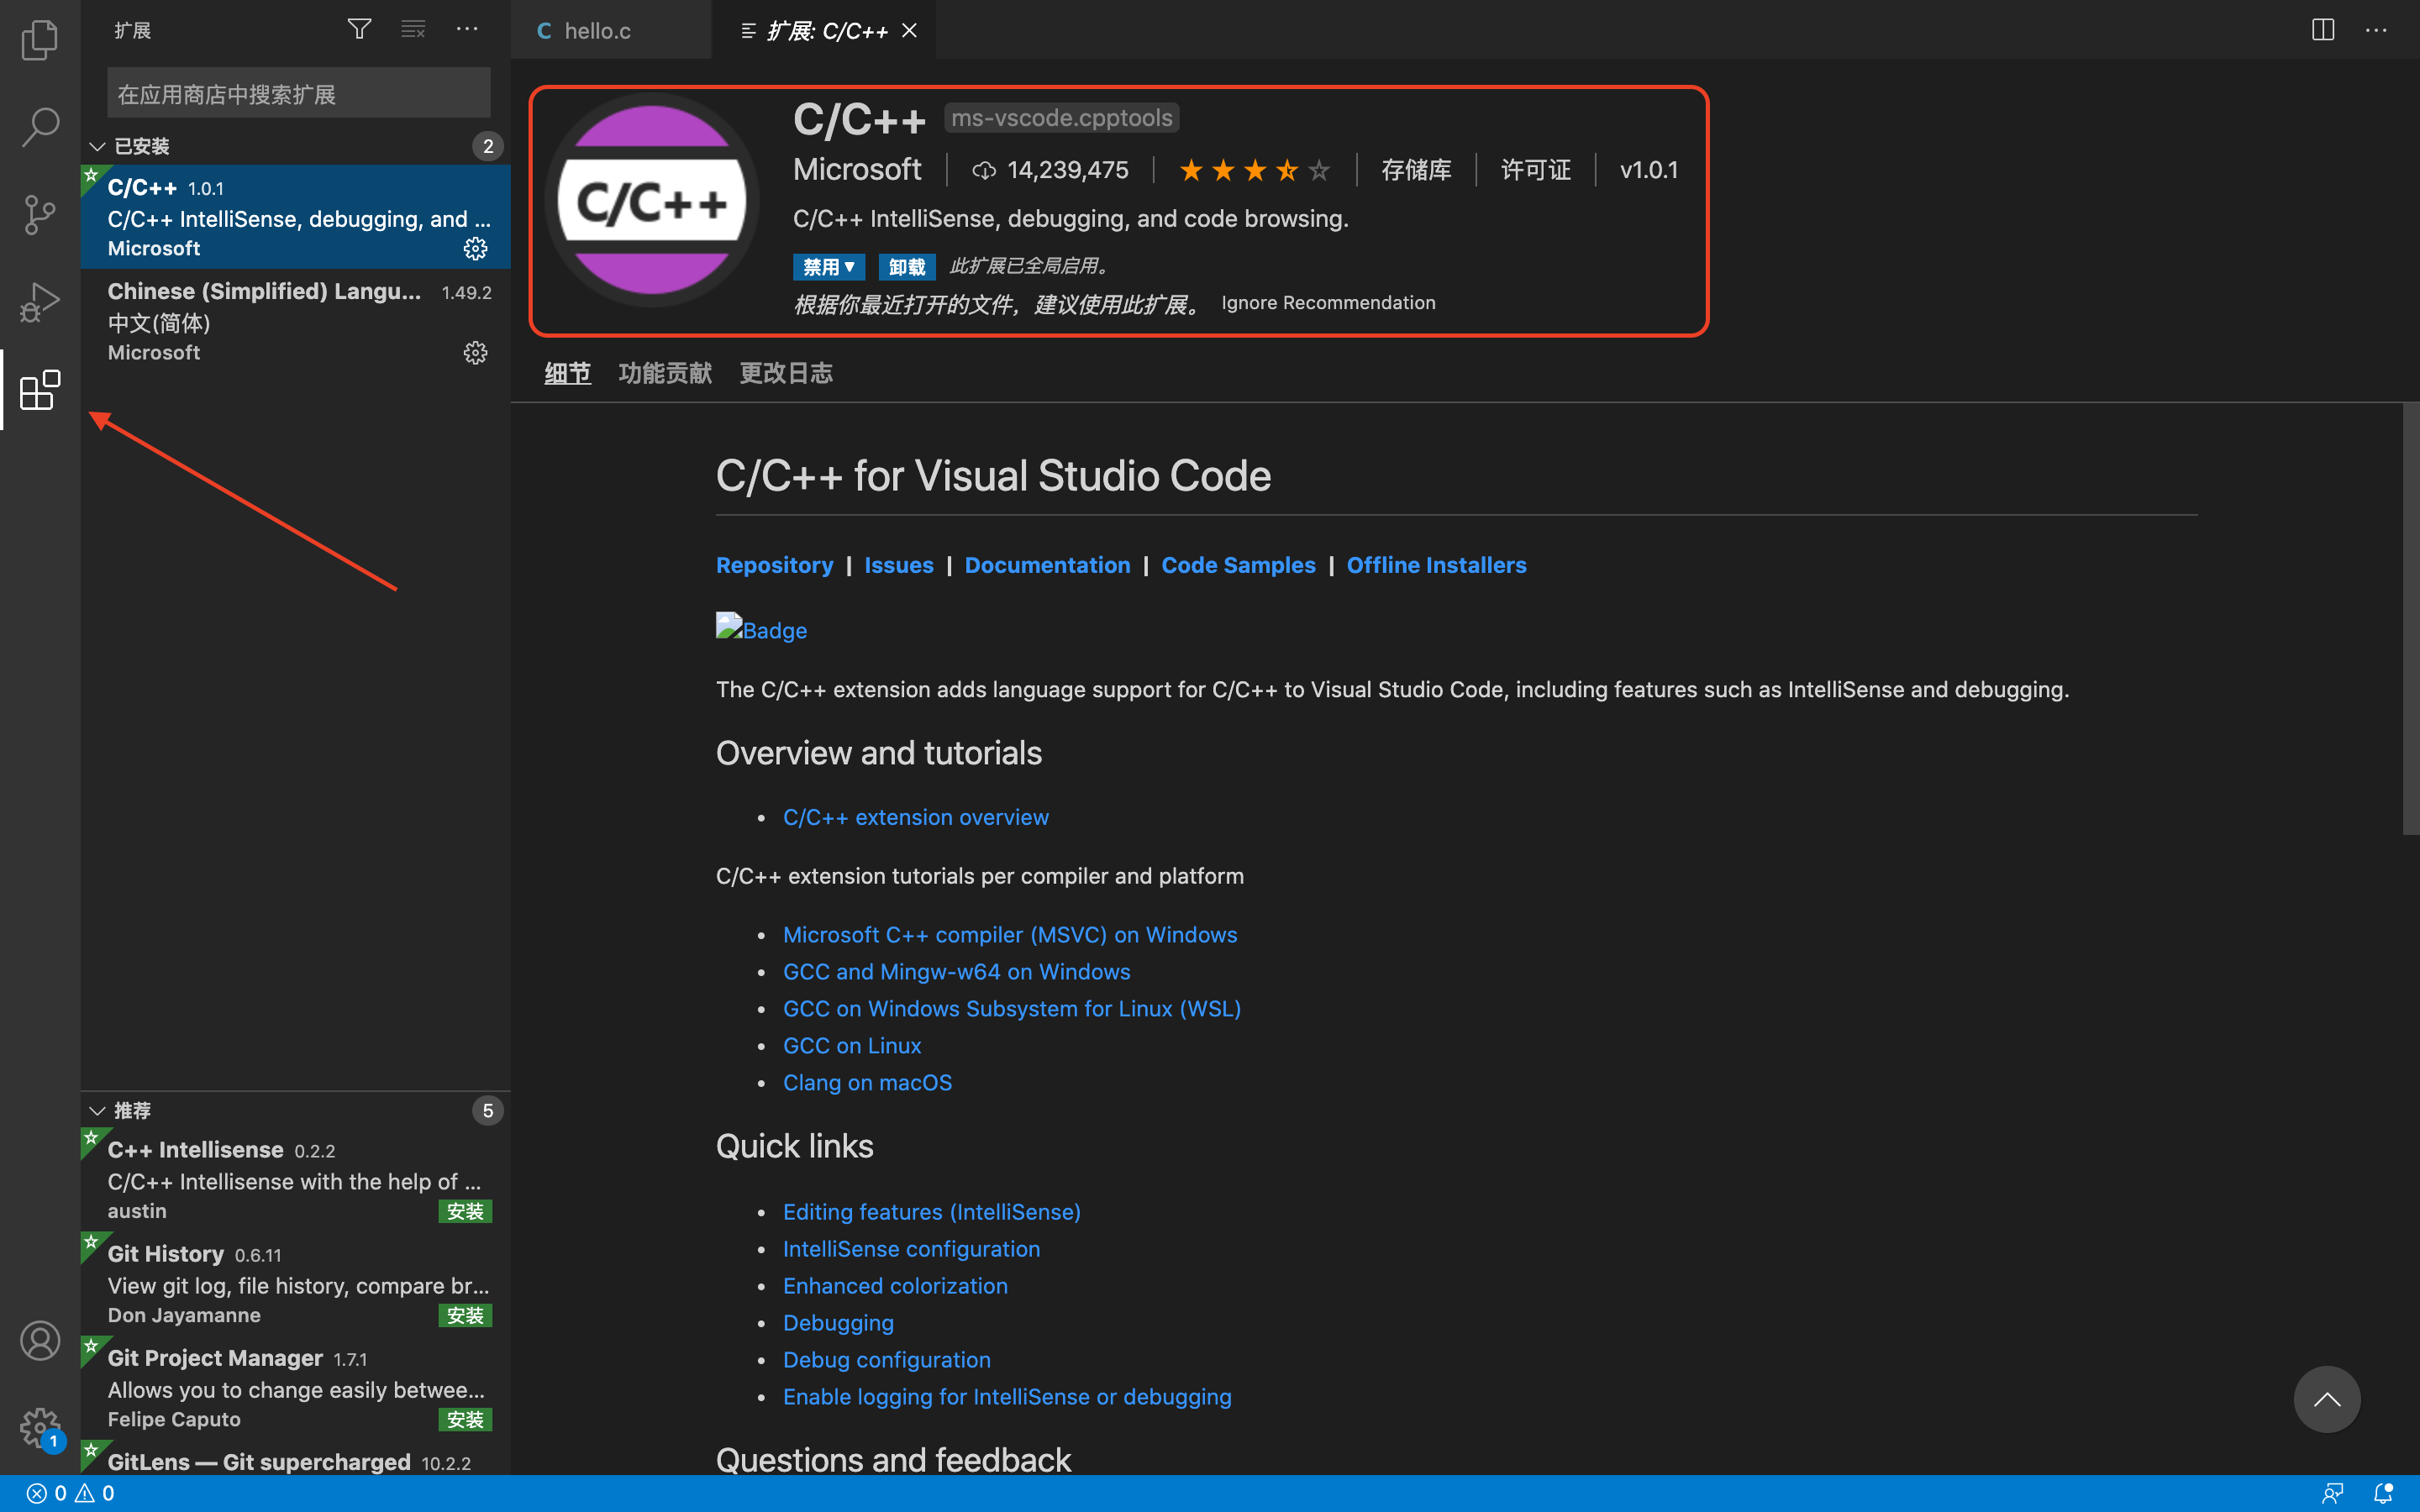 扩展
在应用商店中搜索扩展
已安装 2
C/C++ 1.0.1
C/C++ IntelliSense, debugging, and ...
Microsoft
Chinese (Simplified) Langu... 1.49.2
中文(简体)
Microsoft
推荐 5
C++ Intellisense 0.2.2
C/C++ Intellisense with the help of ...
austin 安装
Git History 0.6.11
View git log, file history, compare br...
Don Jayamanne 安装
Git Project Manager 1.7.1
Allows you to change easily betwee...
Felipe Caputo 安装
GitLens — Git supercharged 10.2.2
C hello.c
扩展: C/C++
C/C++
C/C++ ms-vscode.cpptools
Microsoft 14,239,475 存储库 许可证 v1.0.1
C/C++ IntelliSense, debugging, and code browsing.
禁用 卸载 此扩展已全局启用。
根据你最近打开的文件，建议使用此扩展。 Ignore Recommendation
细节 功能贡献 更改日志
C/C++ for Visual Studio Code
Repository | Issues | Documentation | Code Samples | Offline Installers
Badge
The C/C++ extension adds language support for C/C++ to Visual Studio Code, including features such as IntelliSense and debugging.
Overview and tutorials
• C/C++ extension overview
C/C++ extension tutorials per compiler and platform
• Microsoft C++ compiler (MSVC) on Windows
• GCC and Mingw-w64 on Windows
• GCC on Windows Subsystem for Linux (WSL)
• GCC on Linux
• Clang on macOS
Quick links
• Editing features (IntelliSense)
• IntelliSense configuration
• Enhanced colorization
• Debugging
• Debug configuration
• Enable logging for IntelliSense or debugging
Questions and feedback
1
0 0